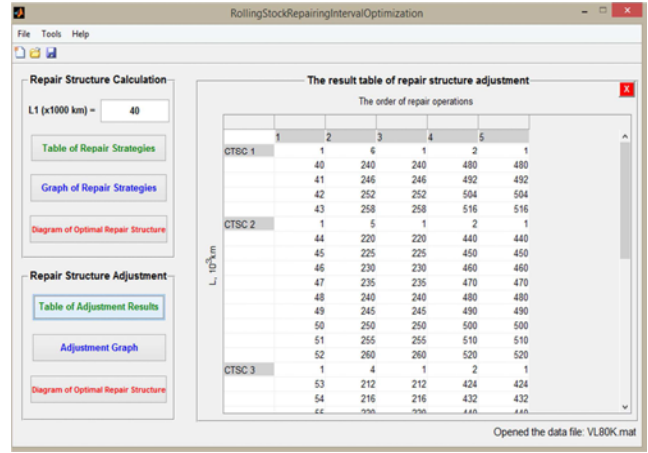 RollingStockRepairingIntervalOptimization
File Tools Help
Repair Structure Calculation
L1 (x1000 km) = 40
Table of Repair Strategies
Graph of Repair Strategies
Diagram of Optimal Repair Structure
Repair Structure Adjustment
Table of Adjustment Results
Adjustment Graph
Diagram of Optimal Repair Structure
The result table of repair structure adjustment
X
The order of repair operations
L, 10^3km
1 2 3 4 5
CTSC 1 1 6 1 2 1
40 240 240 480 480
41 246 246 492 492
42 252 252 504 504
43 258 258 516 516
CTSC 2 1 5 1 2 1
44 220 220 440 440
45 225 225 450 450
46 230 230 460 460
47 235 235 470 470
48 240 240 480 480
49 245 245 490 490
50 250 250 500 500
51 255 255 510 510
52 260 260 520 520
CTSC 3 1 4 1 2 1
53 212 212 424 424
54 216 216 432 432
55 220 220 440 440
Opened the data file: VL80K.mat